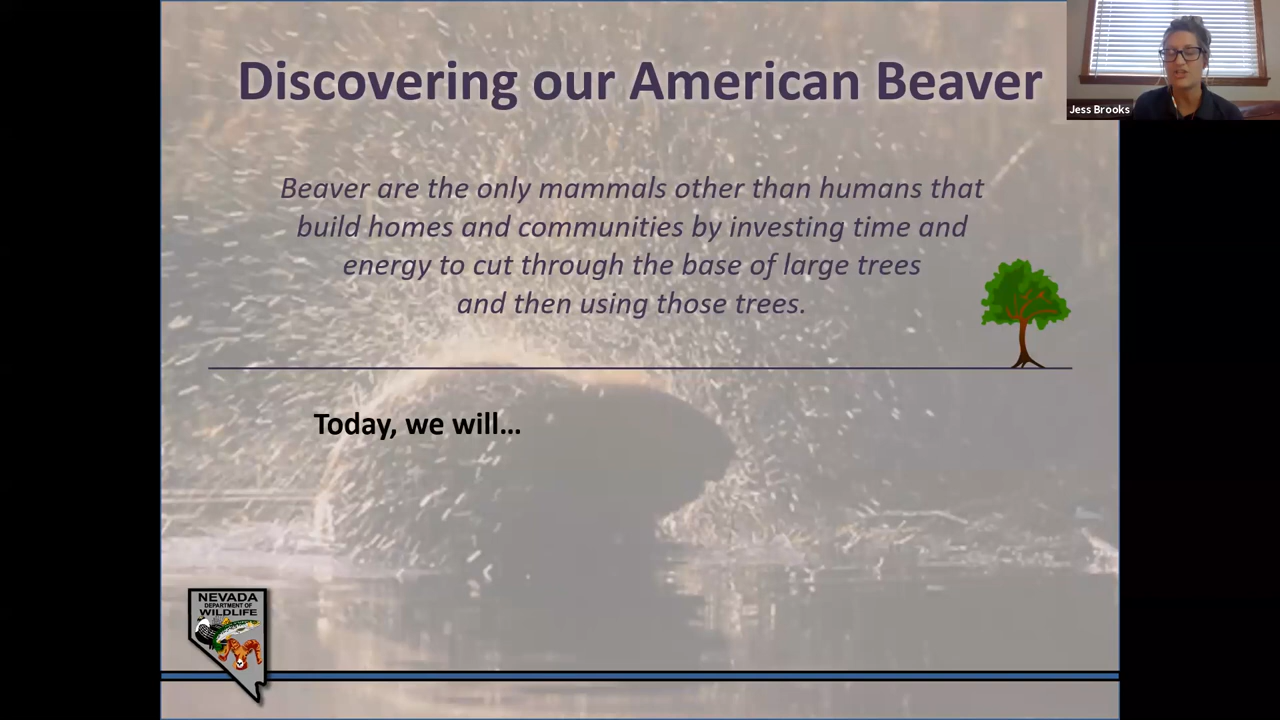 Discovering our American Beaver
Jess Brooks
Beaver are the only mammals other than humans that
build homes and communities by investing time and
energy to cut through the base of large trees
and then using those trees.
Today, we will...
NEVADA
DEPARTMENT OF
WILDLIFE